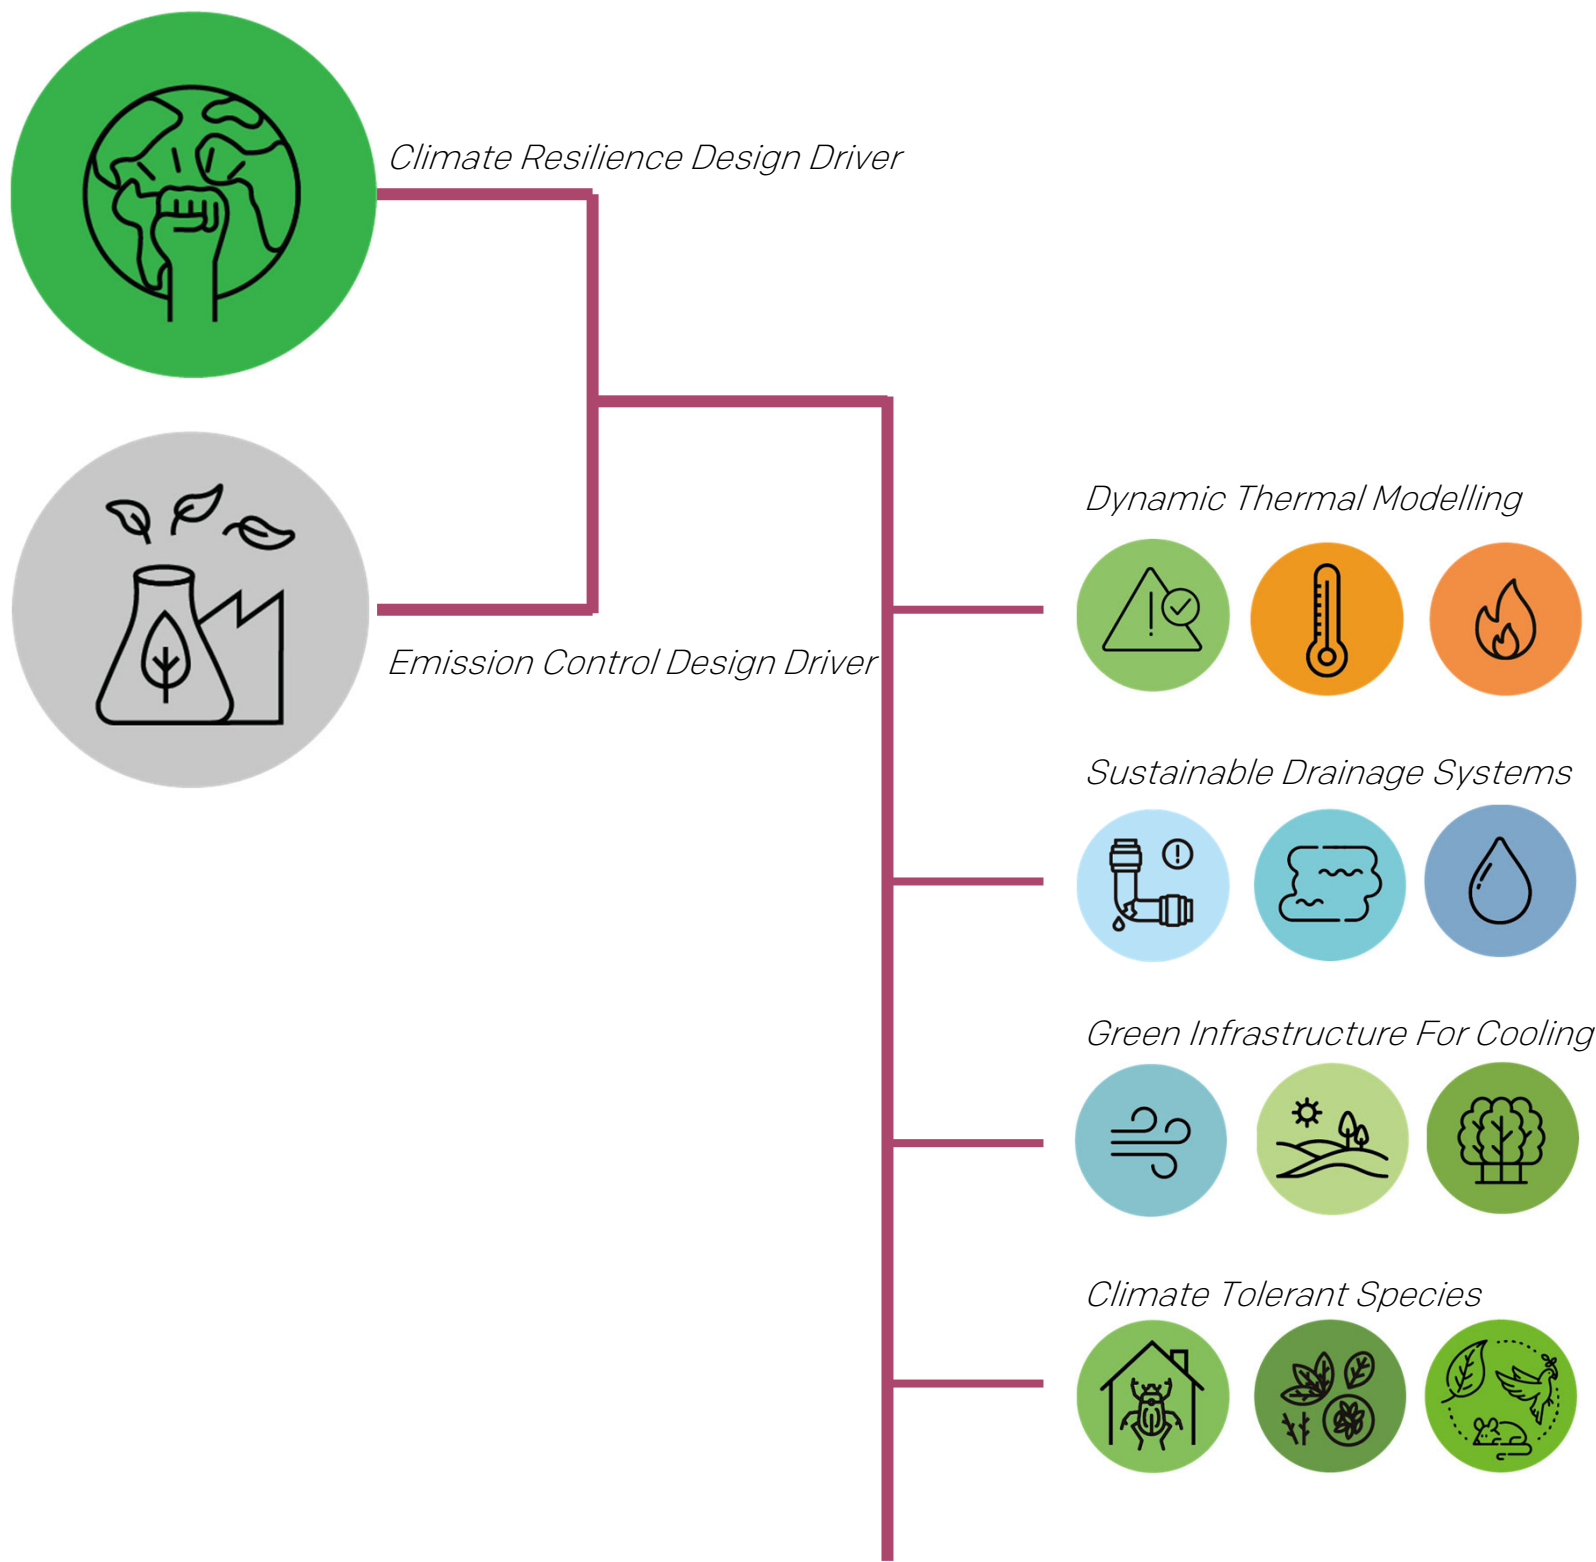 Climate Resilience Design Driver
Emission Control Design Driver
Dynamic Thermal Modelling
Sustainable Drainage Systems
Green Infrastructure For Cooling
Climate Tolerant Species